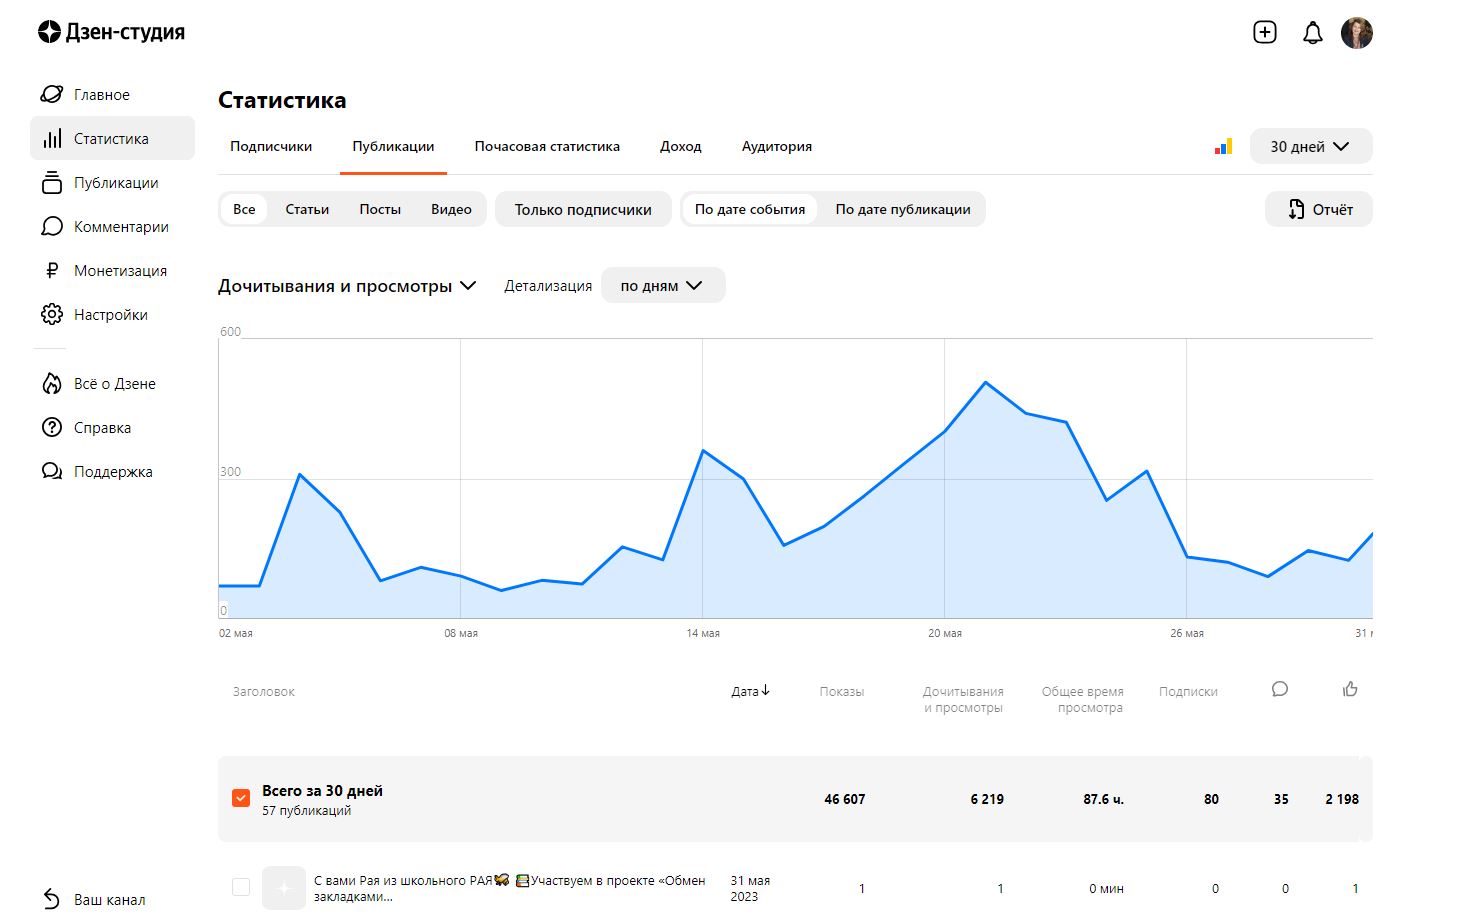 Дзен-студия
Главное
Статистика
Публикации
Комментарии
Монетизация
Настройки
Всё о Дзене
Справка
Поддержка
Ваш канал
Статистика
Подписчики Публикации Почасовая статистика Доход Аудитория 30 дней
Все Статьи Посты Видео Только подписчики По дате события По дате публикации Отчёт
Дочитывания и просмотры Детализация по дням
600
300
0
02 мая 08 мая 14 мая 20 мая 26 мая 31
Заголовок Дата↓ Показы Дочитывания Общее время Подписки
и просмотры просмотра
Всего за 30 дней
57 публикаций
46 607 6 219 87.6 ч. 80 35 2 198
С вами Рая из школьного РАЯ Участвуем в проекте «Обмен 31 мая
закладками... 2023
1 1 0 мин 0 0 1